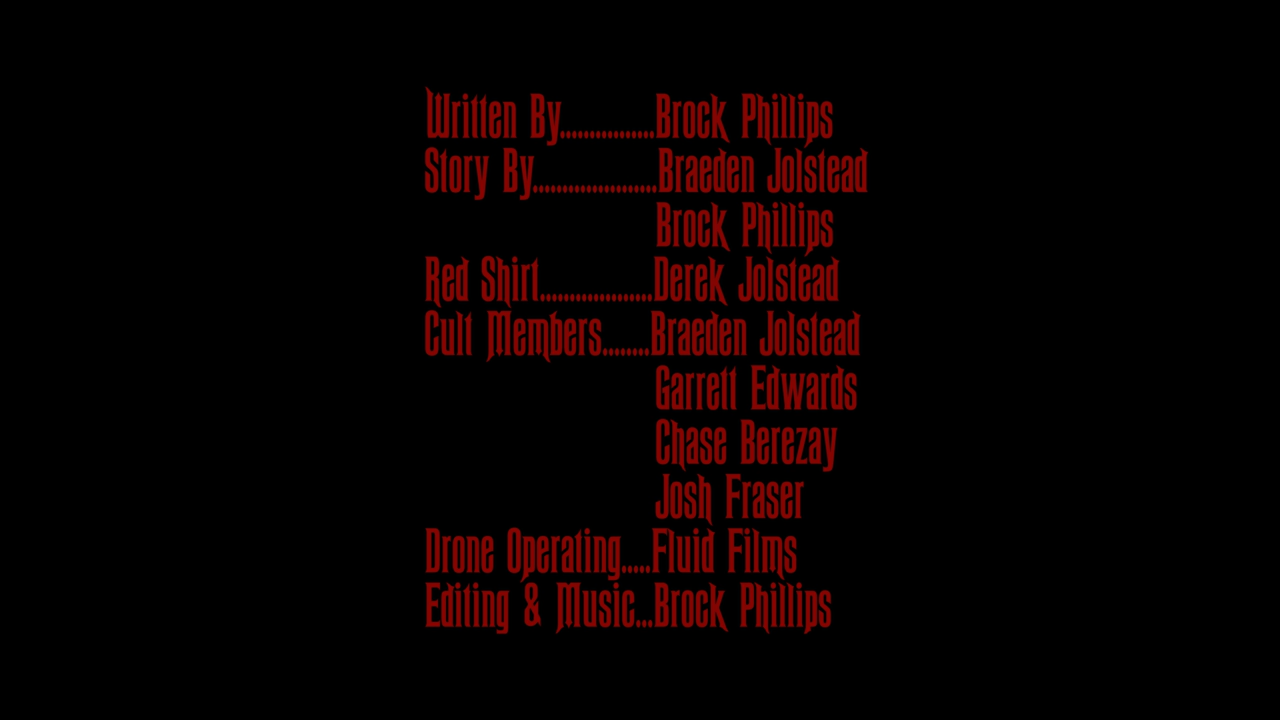 Written By................Brock Phillips
Story By.....................Braeden Jolstead
Brock Phillips
Red Shirt...................Derek Jolstead
Cult Members........Braeden Jolstead
Garrett Edwards
Chase Berezay
Josh Fraser
Drone Operating.....Fluid Films
Editing & Music...Brock Phillips